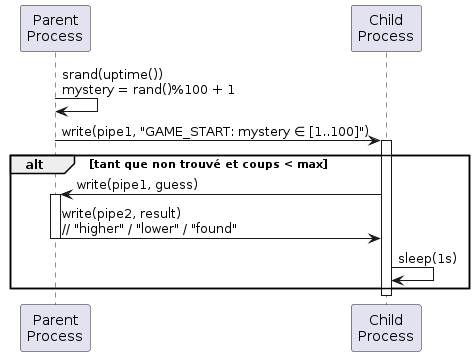 Parent
Process
Child
Process
srand(uptime())
mystery = rand()%100 + 1
write(pipe1, "GAME_START: mystery ∈ [1..100]")
alt
[tant que non trouvé et coups < max]
write(pipe1, guess)
write(pipe2, result)
// "higher" / "lower" / "found"
sleep(1s)
Parent
Process
Child
Process